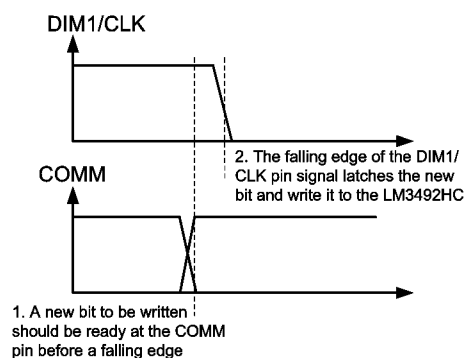 DIM1/CLK
2. The falling edge of the DIM1/
CLK pin signal latches the new
bit and write it to the LM3492HC
COMM
1. A new bit to be written
should be ready at the COMM
pin before a falling edge